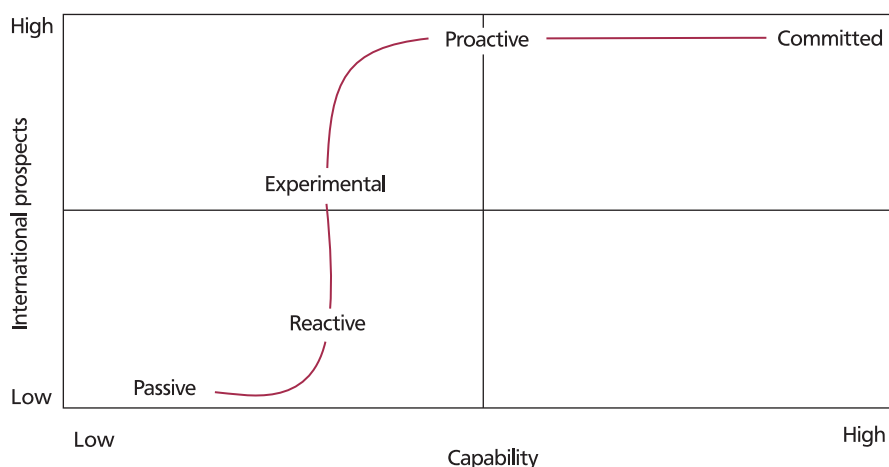 High
Proactive
Committed
International prospects
Experimental
Reactive
Passive
Low
Low
High
Capability